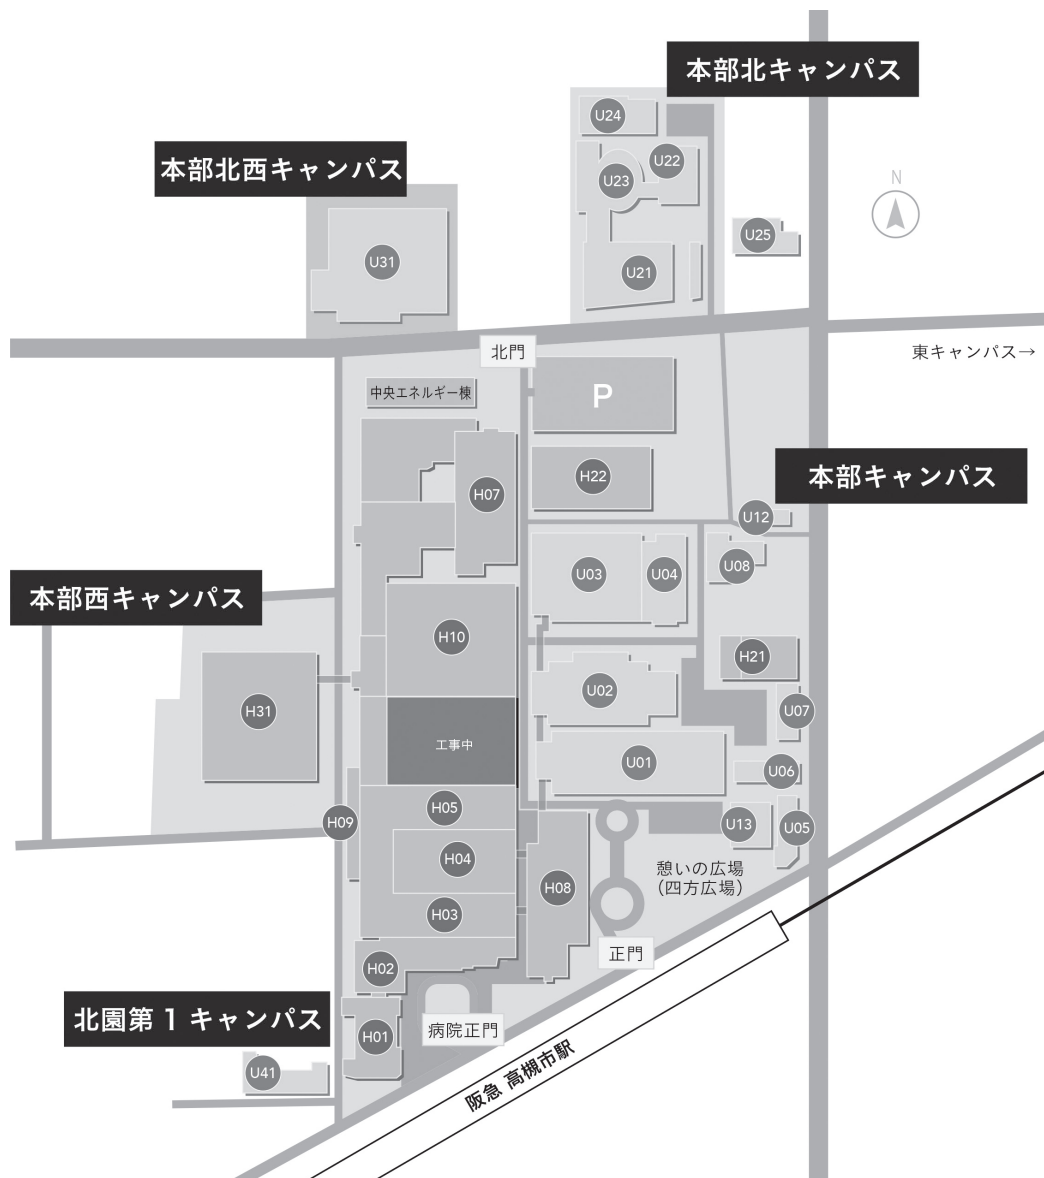 本部北キャンパス
U24
本部北西キャンパス
U22
U23
N
U25
U31
U21
北門
東キャンパス→
中央エネルギー棟
P
本部キャンパス
H22
H07
U12
U08
U03
U04
本部西キャンパス
H10
H21
U02
H31
U07
工事中
U01
U06
H05
H09
U13
U05
H04
憩いの広場
(四方広場)
H08
H03
正門
H02
北園第1キャンパス
病院正門
H01
U41
阪急 高槻市駅